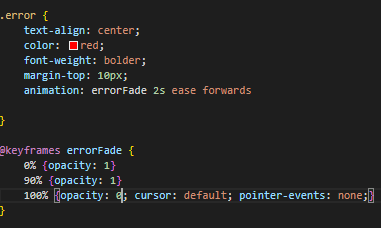 .error {
text-align: center;
color: red;
font-weight: bolder;
margin-top: 10px;
animation: errorFade 2s ease forwards
}
@keyframes errorFade {
0% {opacity: 1}
90% {opacity: 1}
100% {opacity: 0; cursor: default; pointer-events: none;}
}